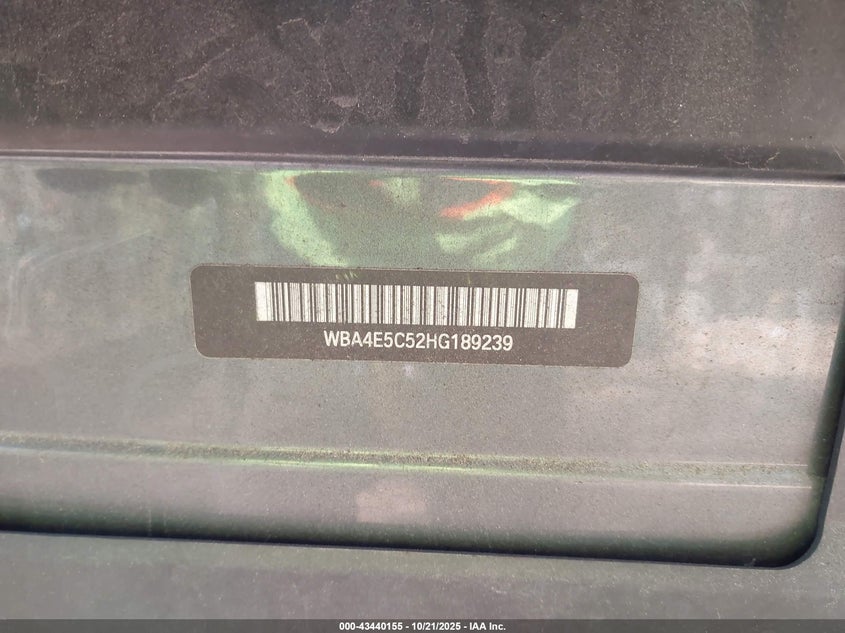 WBA4E5C52HG189239
000-43440155 • 10/21/2025 • IAA Inc.